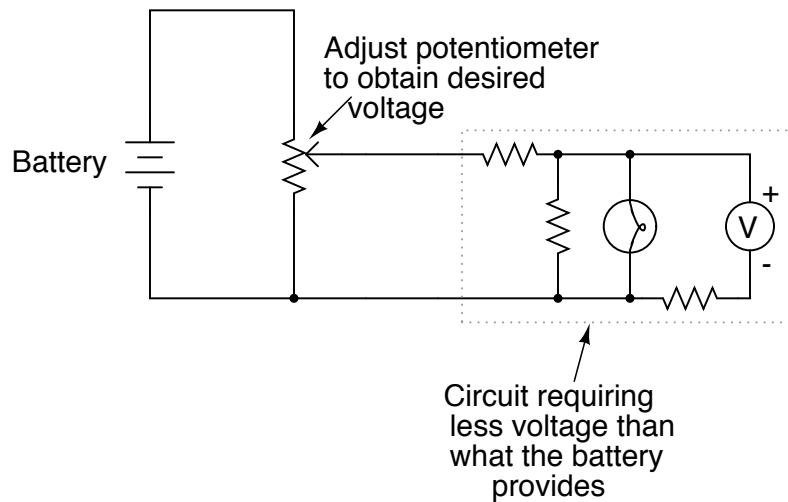 Adjust potentiometer
to obtain desired
voltage
Battery
+
V
-
Circuit requiring
less voltage than
what the battery
provides